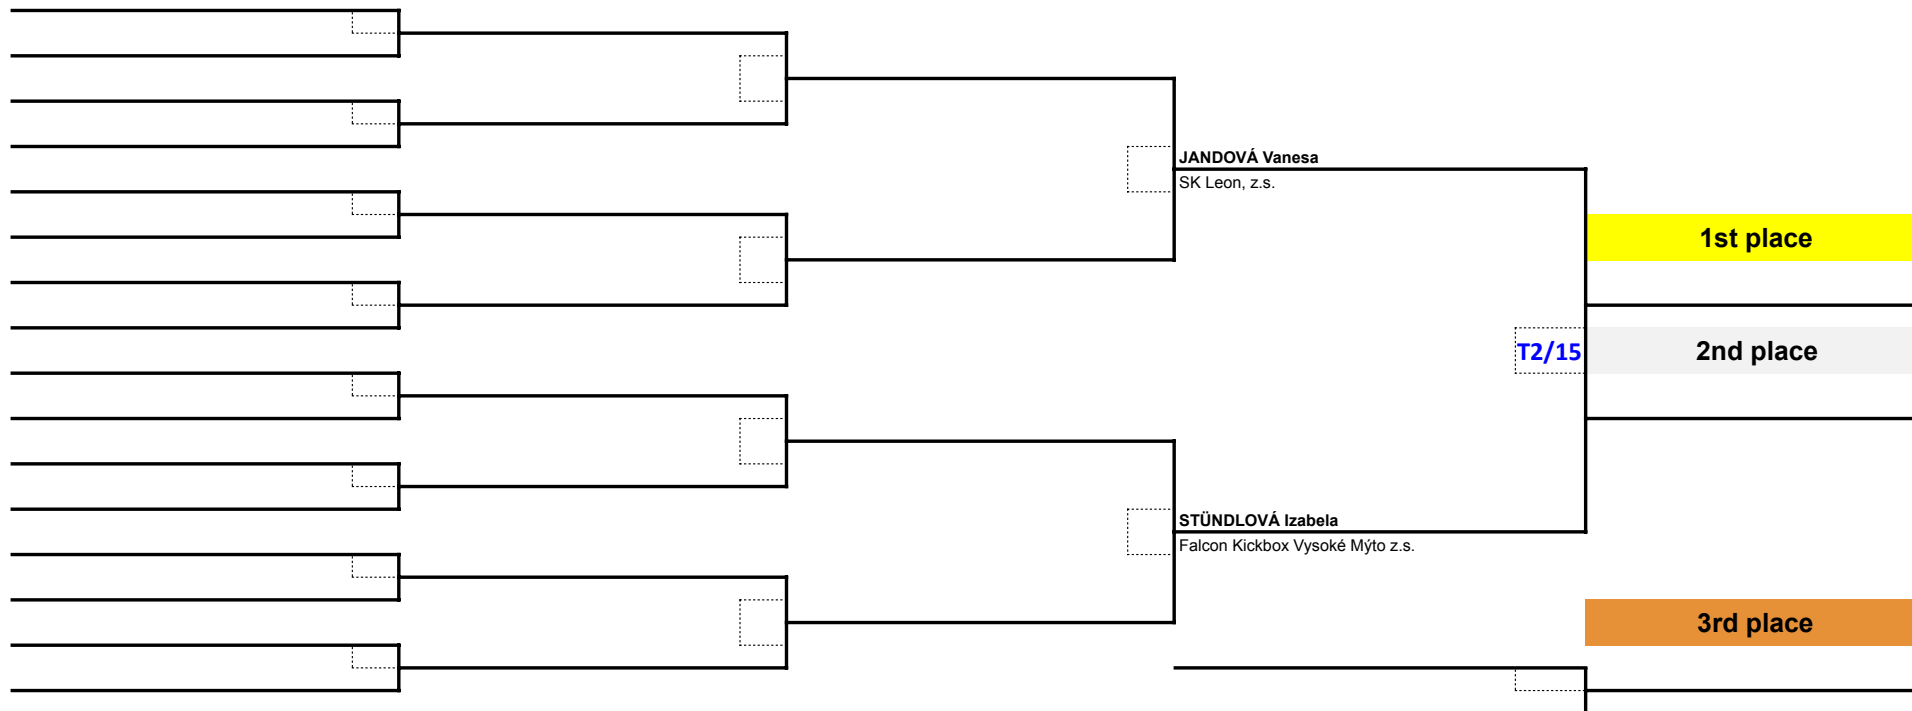 JANDOVÁ Vanesa
SK Leon, z.s.
1st place
T2/15
2nd place
STÜNDLOVÁ Izabela
Falcon Kickbox Vysoké Mýto z.s.
3rd place